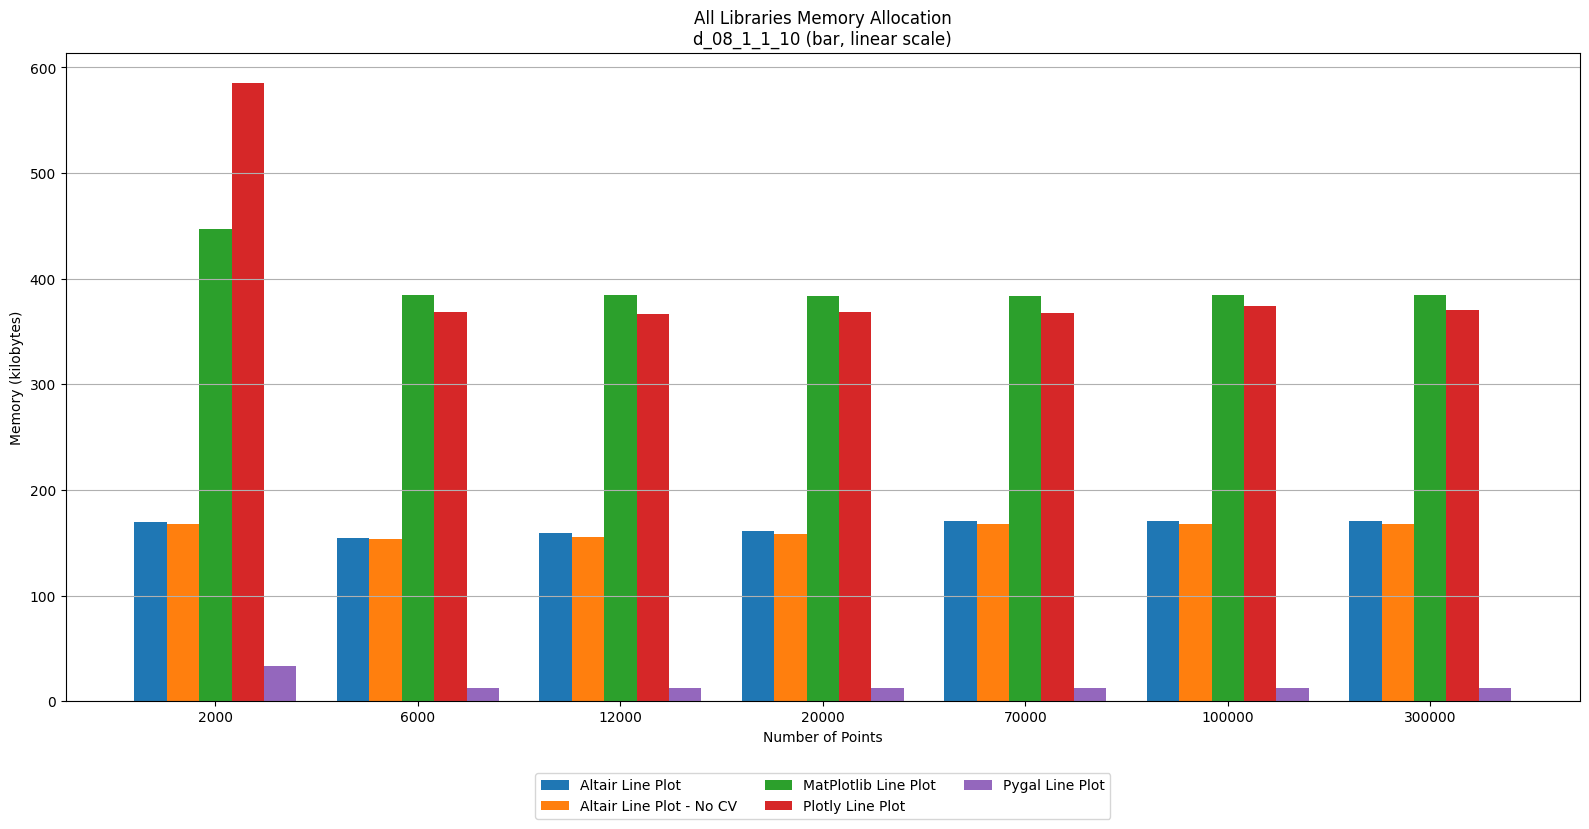 All Libraries Memory Allocation
d_08_1_1_10 (bar, linear scale)
600
500
400
300
200
100
0
Memory (kilobytes)
2000 6000 12000 20000 70000 100000 300000
Number of Points
Altair Line Plot MatPlotlib Line Plot Pygal Line Plot
Altair Line Plot - No CV Plotly Line Plot